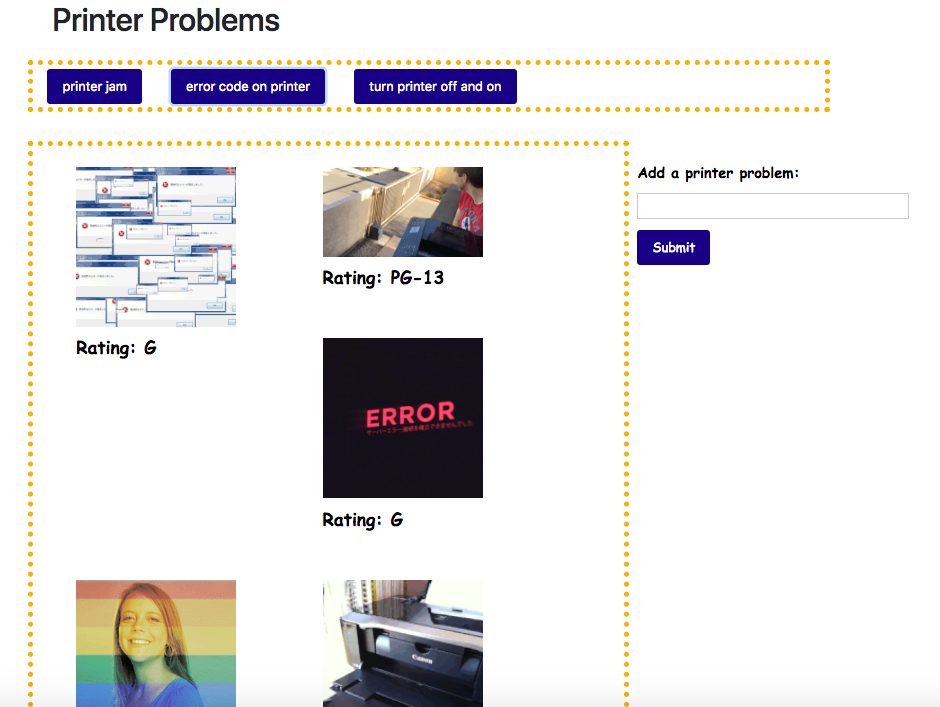 Printer Problems
printer jam
error code on printer
turn printer off and on
Add a printer problem:
Submit
Rating: G
Rating: PG-13
ERROR
Rating: G
Canon